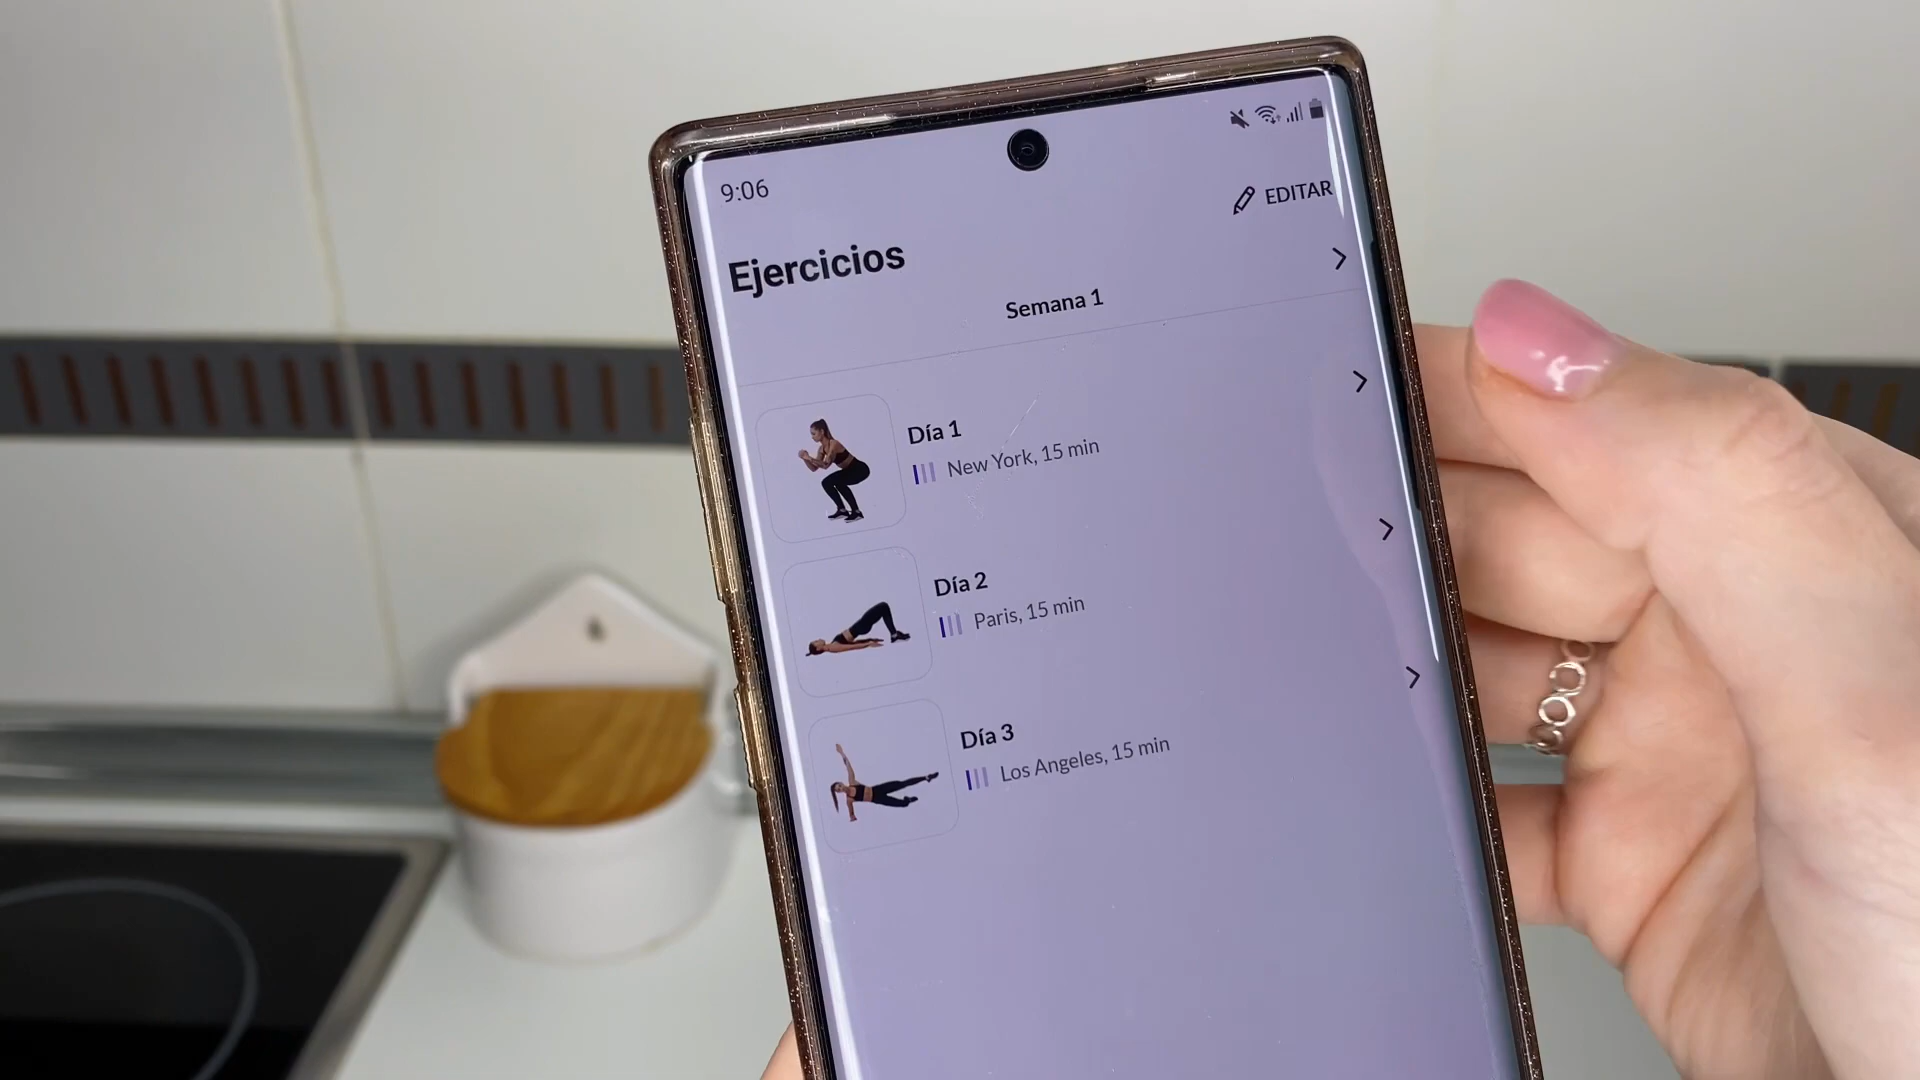 9:06
EDITAR
Ejercicios
Semana 1
Día 1
New York, 15 min
Día 2
Paris, 15 min
Día 3
Los Angeles, 15 min